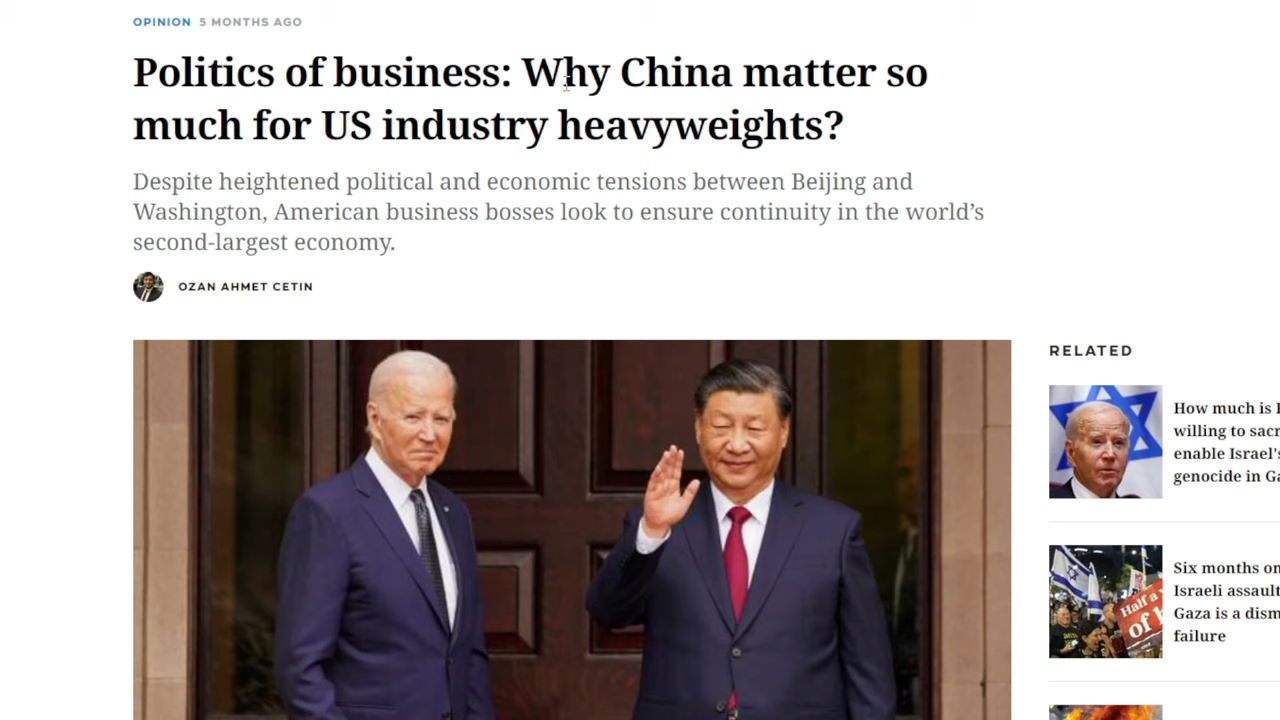 OPINION 5 MONTHS AGO
Politics of business: Why China matter so
much for US industry heavyweights?
Despite heightened political and economic tensions between Beijing and
Washington, American business bosses look to ensure continuity in the world’s
second-largest economy.
OZAN AHMET CETIN
RELATED
How much is
willing to
enable Israel's
genocide in
Six months on
Israeli assault
Gaza is a
failure
Half a
of